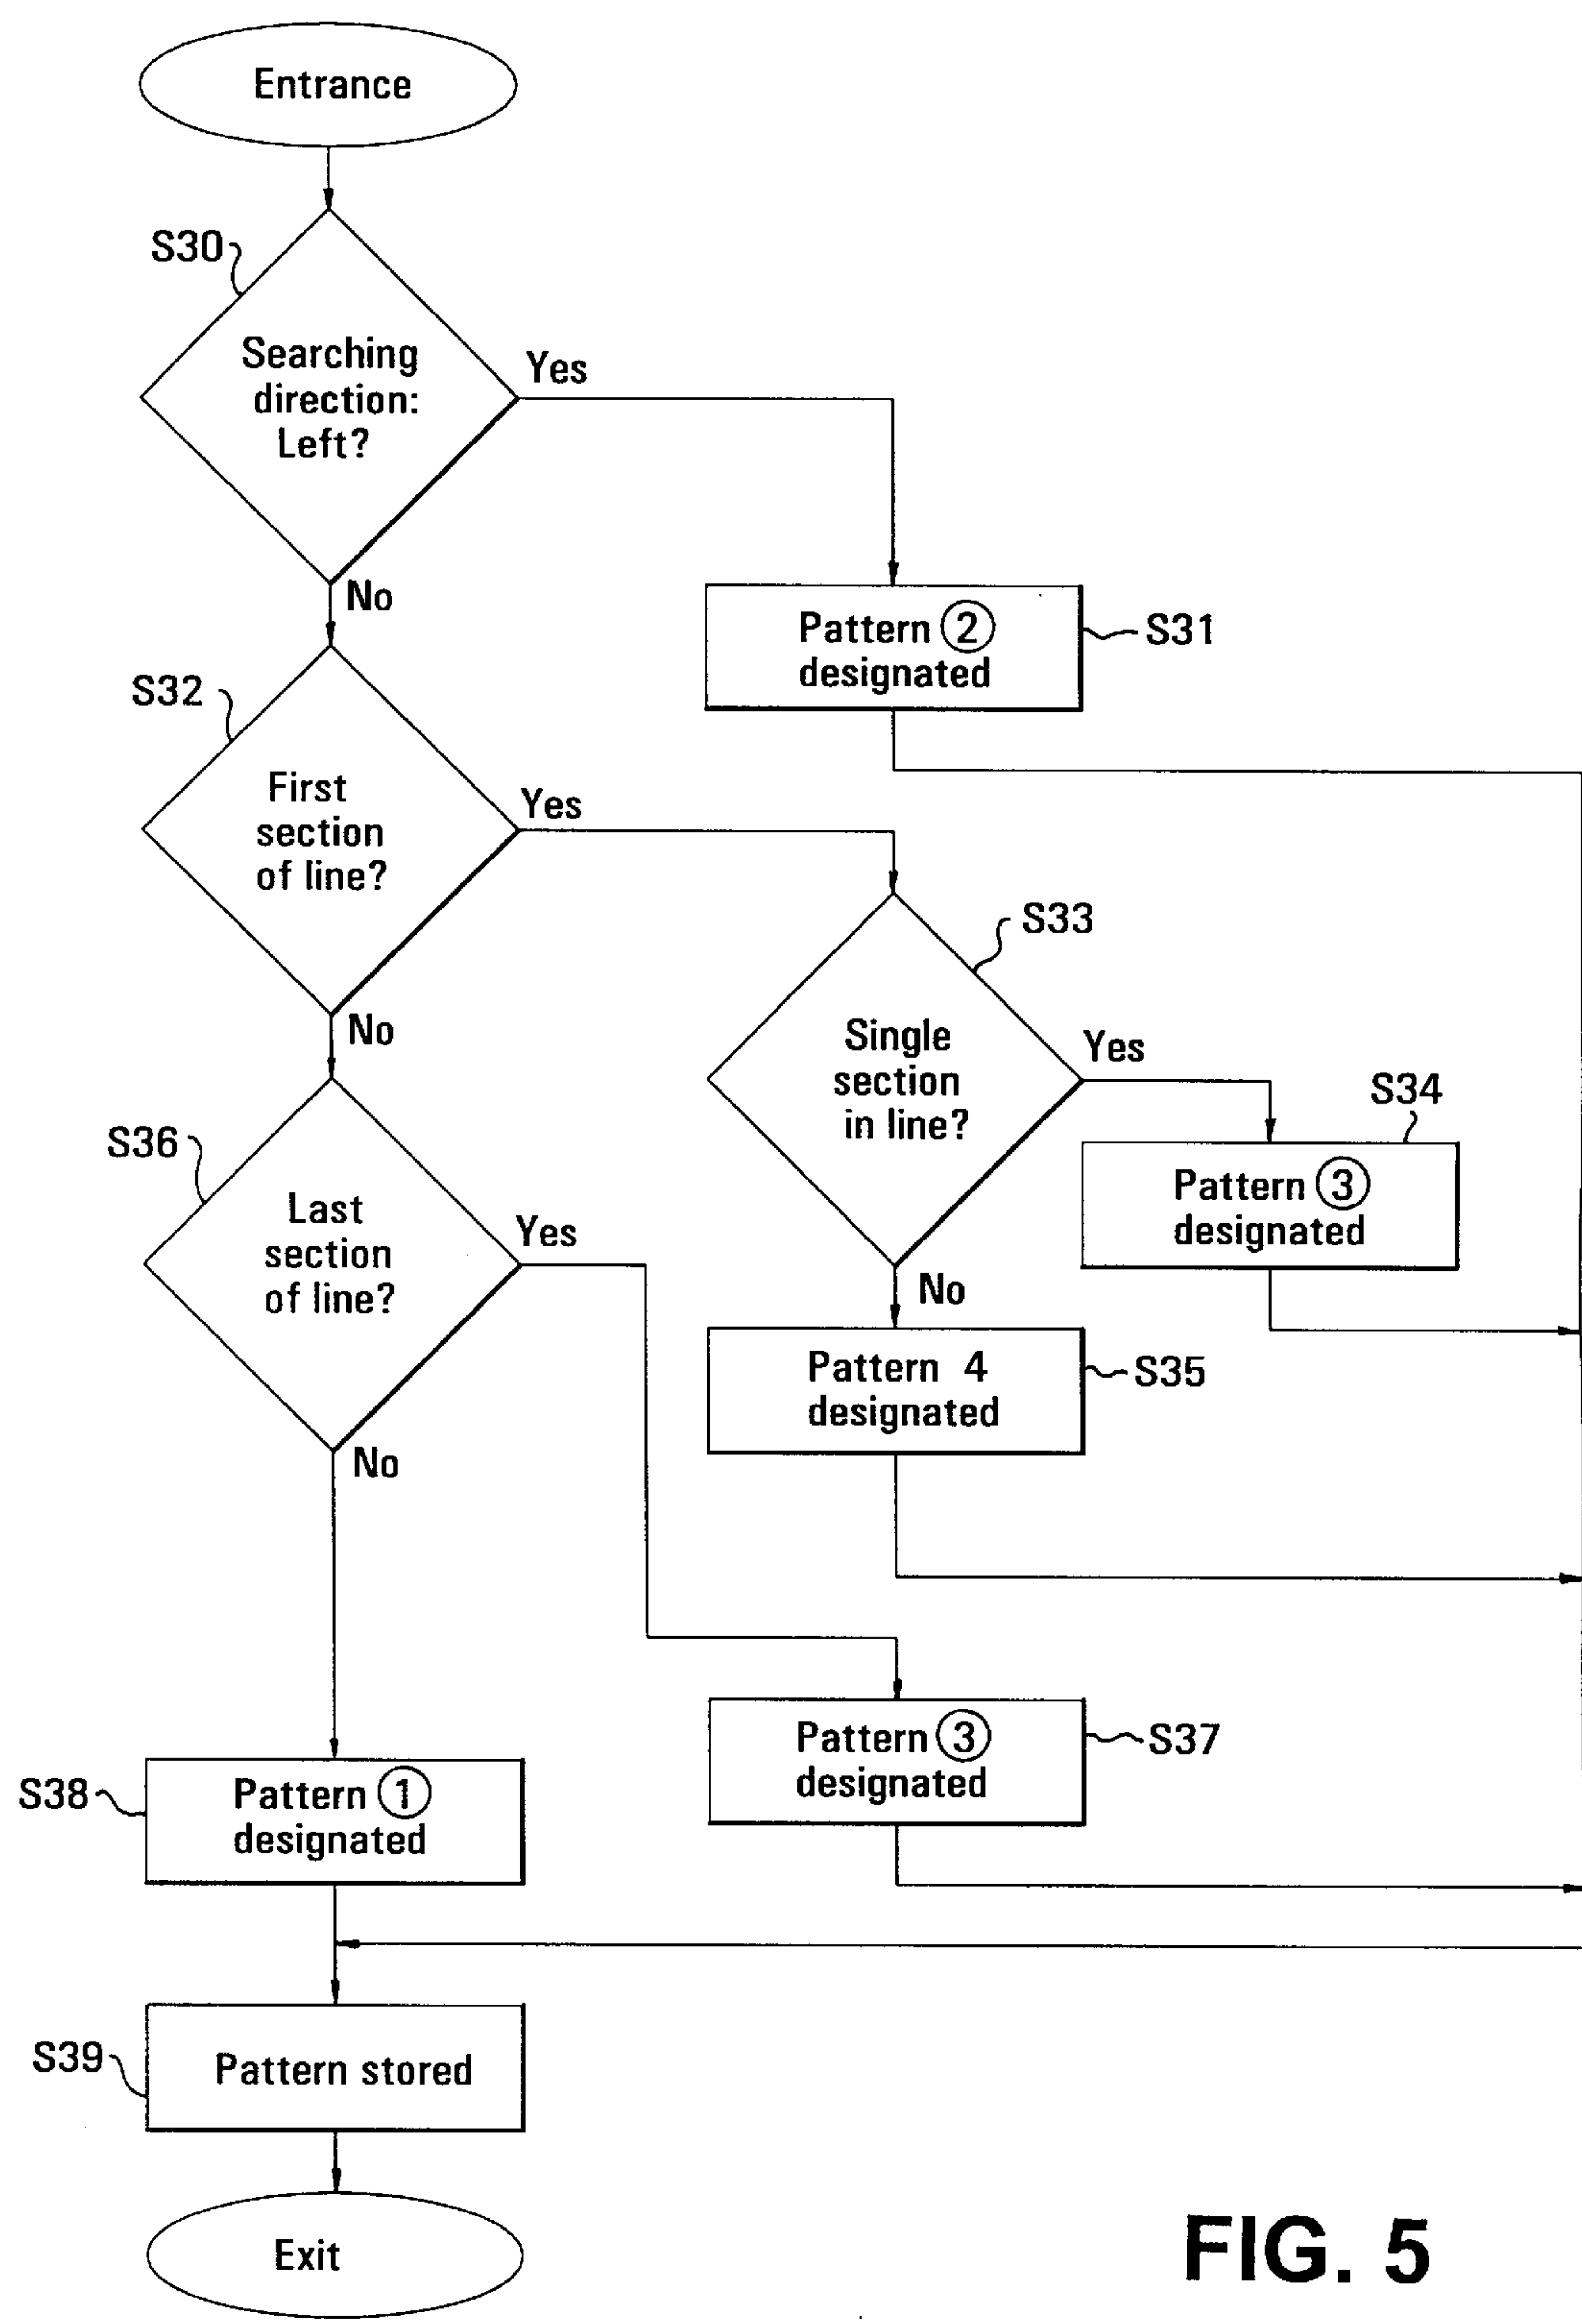 Entrance
S30
Searching
direction:
Left?
Yes
No
Pattern ②
designated
S31
S32
First
section
of line?
Yes
No
S33
Single
section
in line?
Yes
No
S34
Pattern ③
designated
S36
Last
section
of line?
Yes
No
Pattern 4
designated
S35
Pattern ③
designated
S37
S38
Pattern ①
designated
S39
Pattern stored
Exit
FIG. 5